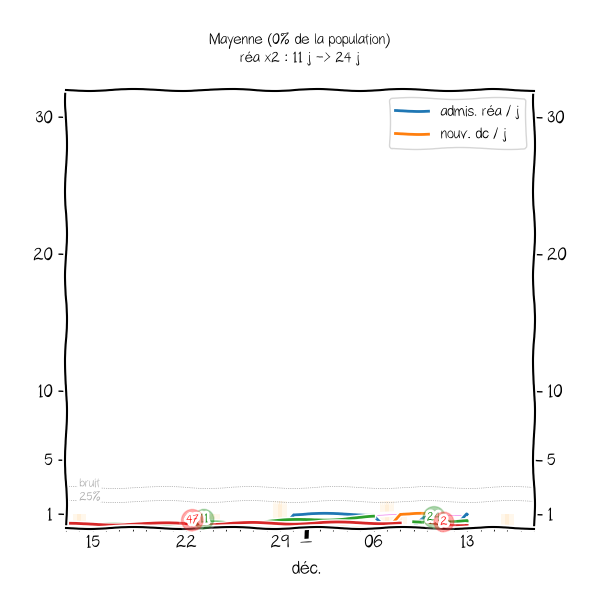 Mayenne (0% de la population)
réa x2 : 11 j -> 24 j
admis. réa / j
nouv. dc / j
30 30
20 20
10 10
5 5
bruit
25%
1 1
47 11 2
15 22 29 1 06 13
déc.